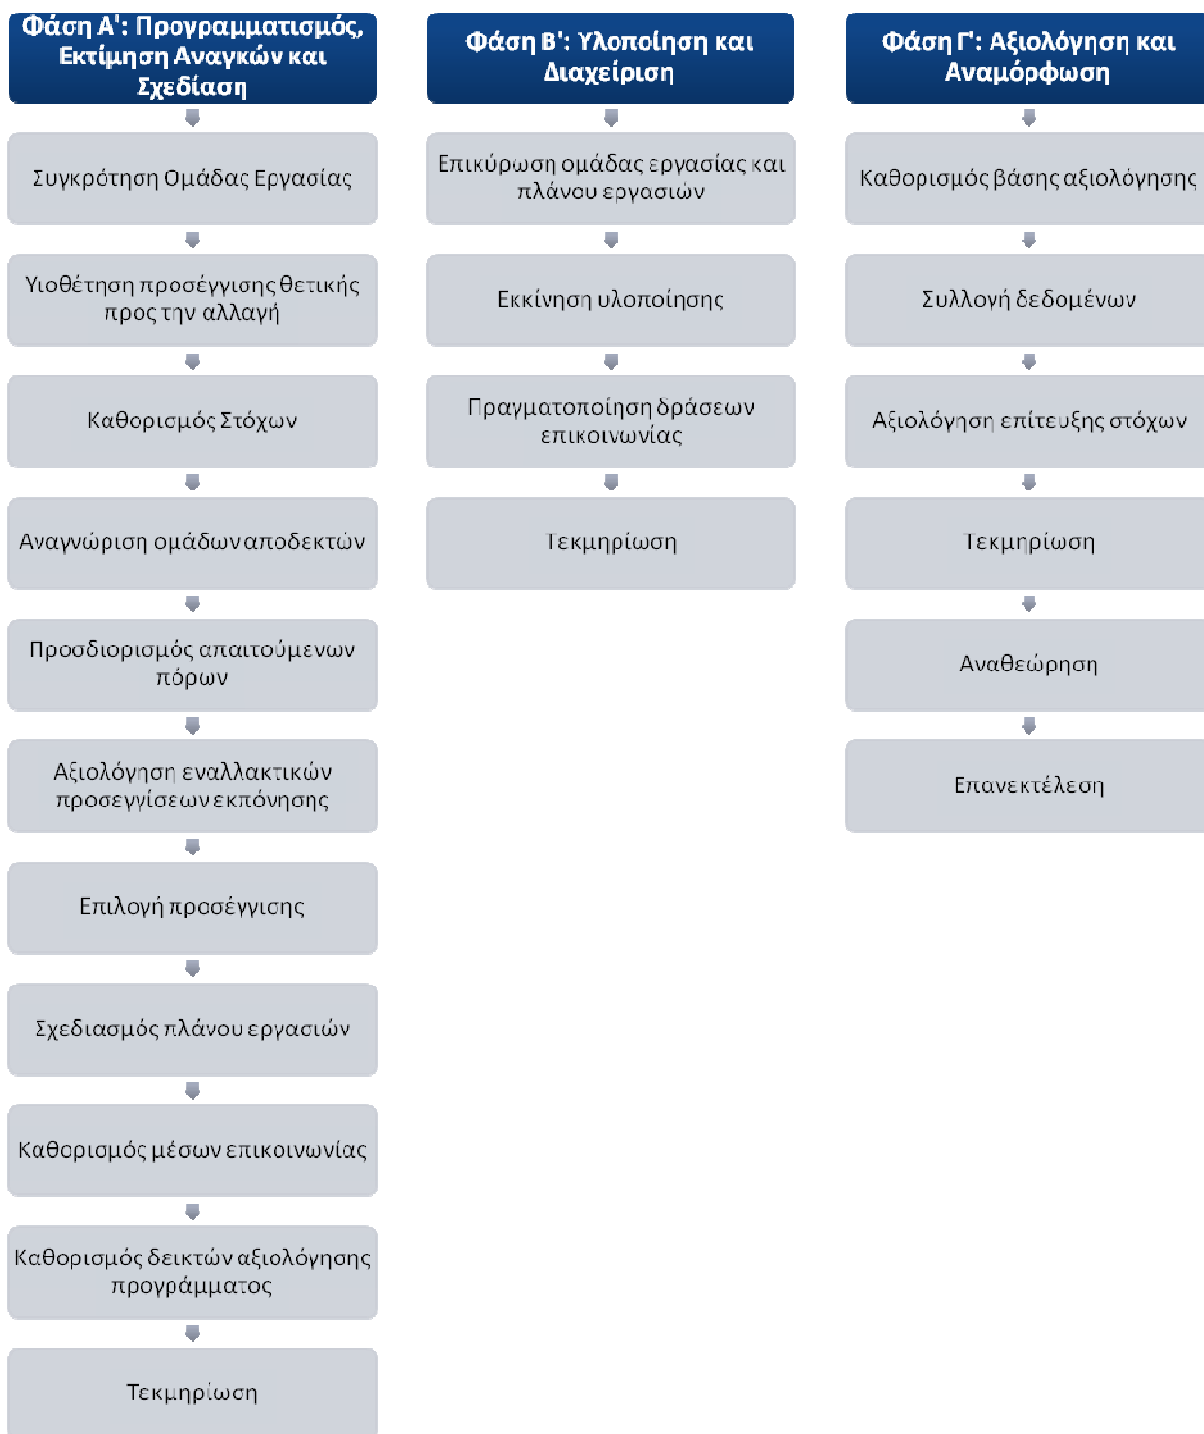 Φάση Α': Προγραμματισμός,
Εκτίμηση Αναγκών και
Σχεδίαση
Συγκρότηση Ομάδας Εργασίας
Υιοθέτηση προσέγγισης θετικής
προς την αλλαγή
Καθορισμός Στόχων
Αναγνώριση ομάδων αποδεκτών
Προσδιορισμός απαιτούμενων
πόρων
Αξιολόγηση εναλλακτικών
προσεγγίσεων εκπόνησης
Επιλογή προσέγγισης
Σχεδιασμός πλάνου εργασιών
Καθορισμός μέσων επικοινωνίας
Καθορισμός δεικτών αξιολόγησης
προγράμματος
Τεκμηρίωση
Φάση Β': Υλοποίηση και
Διαχείριση
Επικύρωση ομάδας εργασίας και
πλάνου εργασιών
Εκκίνηση υλοποίησης
Πραγματοποίηση δράσεων
επικοινωνίας
Τεκμηρίωση
Φάση Γ': Αξιολόγηση και
Αναμόρφωση
Καθορισμός βάσης αξιολόγησης
Συλλογή δεδομένων
Αξιολόγηση επίτευξης στόχων
Τεκμηρίωση
Αναθεώρηση
Επανεκτέλεση